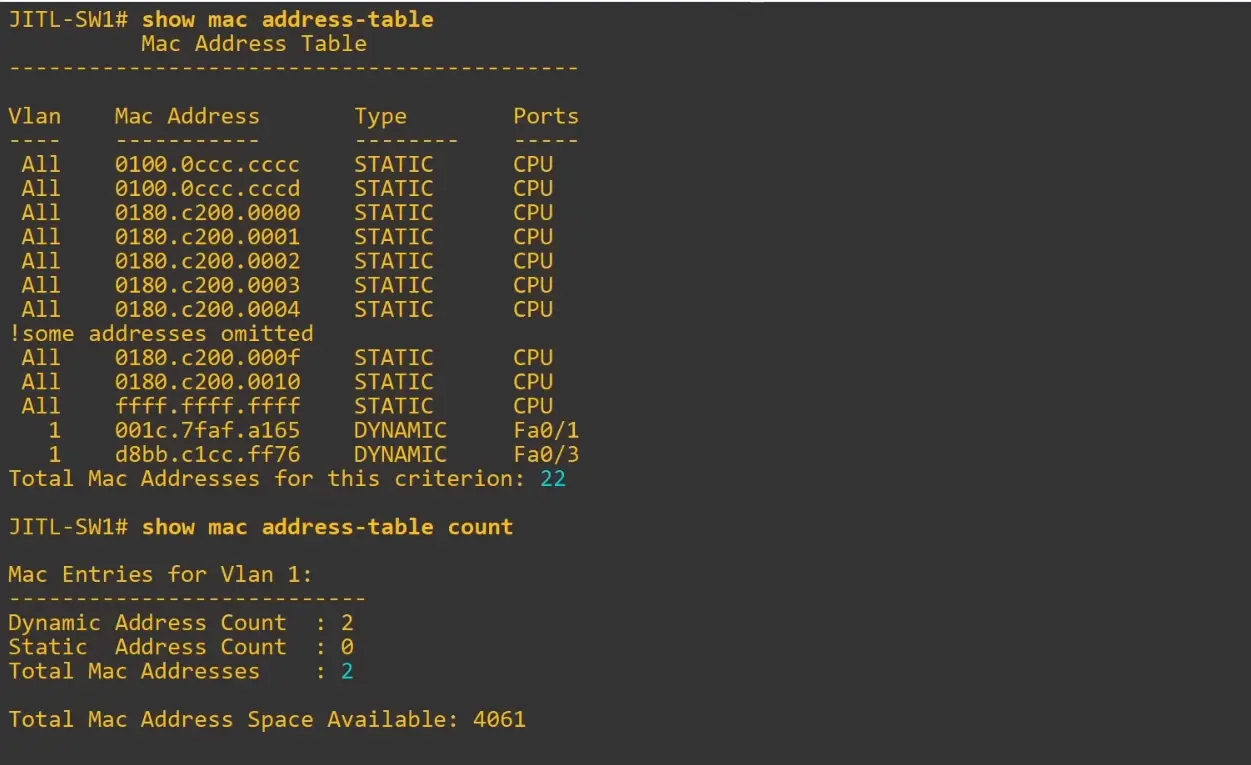 JITL-SW1# show mac address-table
          Mac Address Table
-------------------------------------------

Vlan    Mac Address       Type        Ports
----    -----------       --------    -----
 All    0100.0ccc.cccc    STATIC      CPU
 All    0100.0ccc.cccd    STATIC      CPU
 All    0180.c200.0000    STATIC      CPU
 All    0180.c200.0001    STATIC      CPU
 All    0180.c200.0002    STATIC      CPU
 All    0180.c200.0003    STATIC      CPU
 All    0180.c200.0004    STATIC      CPU
!some addresses omitted
 All    0180.c200.000f    STATIC      CPU
 All    0180.c200.0010    STATIC      CPU
 All    ffff.ffff.ffff    STATIC      CPU
   1    001c.7faf.a165    DYNAMIC     Fa0/1
   1    d8bb.c1cc.ff76    DYNAMIC     Fa0/3
Total Mac Addresses for this criterion: 22

JITL-SW1# show mac address-table count

Mac Entries for Vlan 1:
---------------------------
Dynamic Address Count  : 2
Static  Address Count  : 0
Total Mac Addresses    : 2

Total Mac Address Space Available: 4061